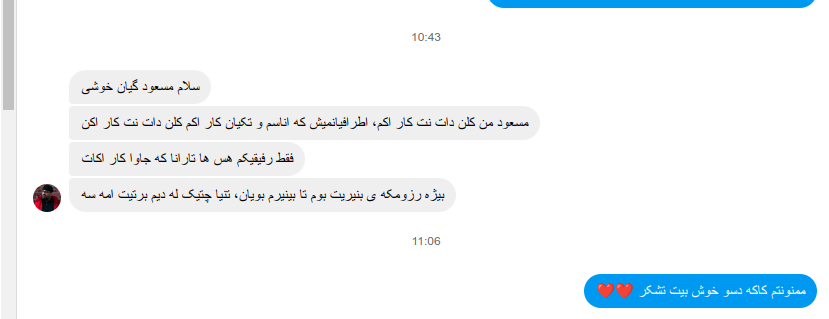 10:43
سلام مسعود گیان خوشی
مسعود من کلن دات نت کار اکم، اطرافیانمیش که اناسم و تکیان کار اکم کلن دات نت کار اکن
فقط رفیقیکم هس ها تارانا که جاوا کار اکات
بیژه رزومکه ی بنیریت بوم تا بینیرم بویان، تنیا چتیک له دیم برتیت امه سه
11:06
ممنونتم کاکه دسو خوش بیت تشکر ❤️❤️